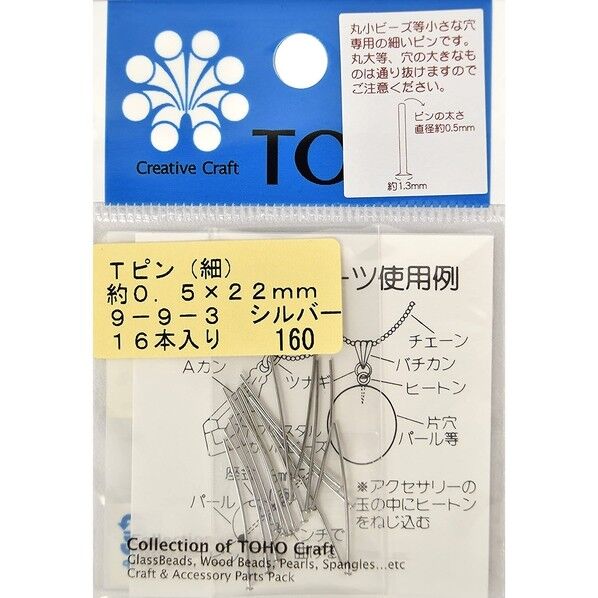 丸小ビーズ等小さな穴
専用の細いピンです。
丸大等、穴の大きなも
のは通り抜けますので
ご注意ください。
ピンの太さ
直径約0.5mm
約1.3mm
Creative Craft
TO
Tピン（細）
約0．5×22mm
9－9－3 シルバー
16本入り 160
ーツ使用例
チェーン
Aカン
ツナギ
バチカン
ヒートン
片穴
パール等
パール
※アクセサリーの
玉の中にヒートン
をねじ込む
Collection of TOHO Craft
GlassBeads, Wood Beads, Pearls, Spangles...etc
Craft & Accessory Parts Pack